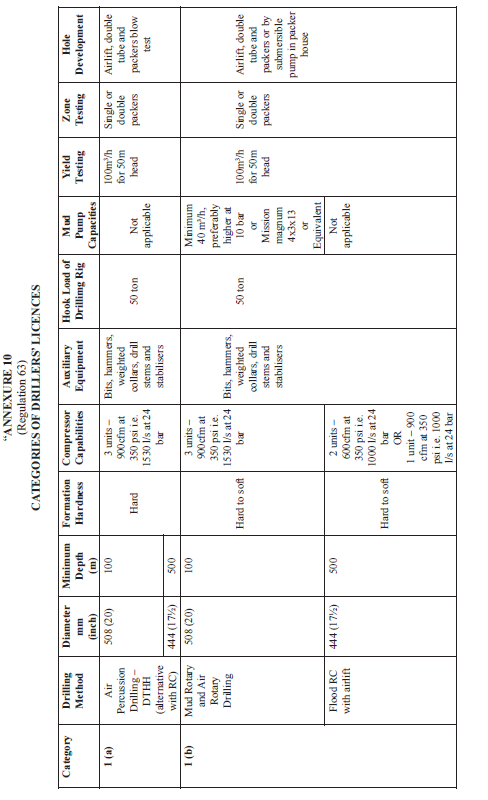 "ANNEXURE 10
(Regulation 63)
CATEGORIES OF DRILLERS' LICENCES
Category
Drilling
Method
Diameter
mm
(inch)
Minimum
Depth
(m)
Formation
Hardness
Compressor
Capabilities
Auxiliary
Equipment
Hook Load of
Drillimg Rig
Mud
Pump
Capacities
Yield
Testing
Zone
Testing
Hole
Development
1 (a)
Air
Percussion
Drilling –
DTHH
(alternative
with RC)
508 (20)
100
444 (17½)
500
Hard
3 units –
900cfm at
350 psi i.e.
1530 l/s at 24
bar
Bits, hammers,
weighted
collars, drill
stems and
stabilisers
50 ton
Not
applicable
100m³/h
for 50m
head
Single or
double
packers
Airlift, double
tube and
packers blow
test
1 (b)
Mud Rotary
and Air
Rotary
Drilling
508 (20)
100
Hard to soft
3 units –
900cfm at
350 psi i.e.
1530 l/s at 24
bar
Bits, hammers,
weighted
collars, drill
stems and
stabilisers
50 ton
Minimum
40 m³/h,
preferably
higher at
10 bar
or
Mission
magnum
4x3x13
or
Equivalent
100m³/h
for 50m
head
Single or
double
packers
Airlift, double
tube and
packers or by
submersible
pump in packer
house
Flood RC
with airlift
444 (17½)
500
Hard to soft
2 units –
600cfm at
350 psi i.e.
1000 l/s at 24
bar
OR
1 unit – 900
cfm at 350
psi i.e. 1000
l/s at 24 bar
Not
applicable